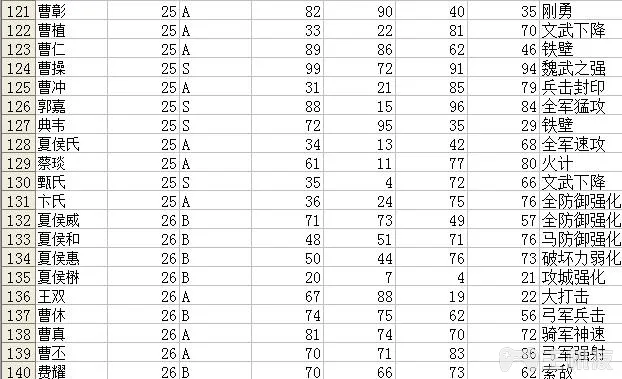 121 曹彰 25 A 82 90 40 35 刚勇
122 曹植 25 A 33 22 81 70 文武下降
123 曹仁 25 A 89 86 62 46 铁壁
124 曹操 25 S 99 72 91 94 魏武之强
125 曹冲 25 A 31 21 85 79 兵击封印
126 郭嘉 25 S 88 15 96 84 全军猛攻
127 典韦 25 S 72 95 35 29 铁壁
128 夏侯氏 25 A 34 13 42 68 全军速攻
129 蔡琰 25 A 61 11 77 80 火计
130 甄氏 25 S 35 4 72 66 文武下降
131 卞氏 25 A 36 24 75 76 全防御强化
132 夏侯威 26 B 71 73 49 57 全防御强化
133 夏侯和 26 B 48 51 71 76 马防御强化
134 夏侯惠 26 B 50 44 76 73 破坏力弱化
135 夏侯楙 26 B 20 7 4 21 攻城强化
136 王双 26 A 67 88 19 22 大打击
137 曹休 26 B 74 75 62 56 弓军兵击
138 曹真 26 A 81 74 70 72 骑军神速
139 曹丕 26 A 70 71 83 86 弓军强射
140 费耀 26 B 70 66 73 62 索敌